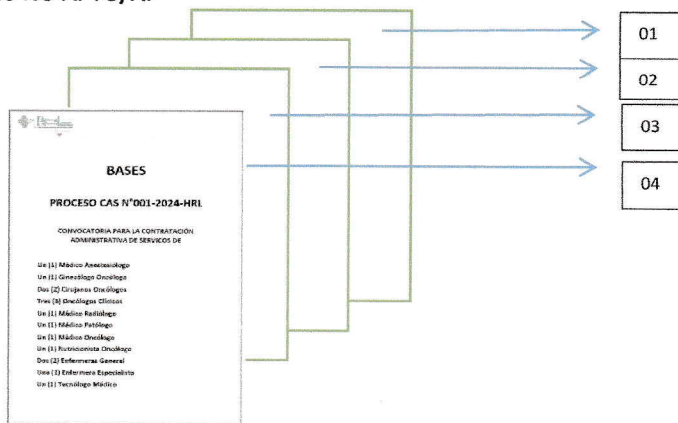 01
02
03
04
BASES
PROCESO CAS N°001-2024-HRL
CONVOCATORIA PARA LA CONTRATACIÓN
ADMINISTRATIVA DE SERVICOS DE
Un (1) Médico Anestesiólogo
Un (1) Ginecólogo Oncólogo
Dos (2) Cirujanos Oncólogos
Tres (3) Oncólogos Clínicos
Un (1) Médico Radiólogo
Un (1) Médico Patólogo
Un (1) Médico Oncólogo
Un (1) Nutricionista Oncólogo
Dos (2) Enfermeras General
Una (1) Enfermera Especialista
Un (1) Tecnólogo Médico